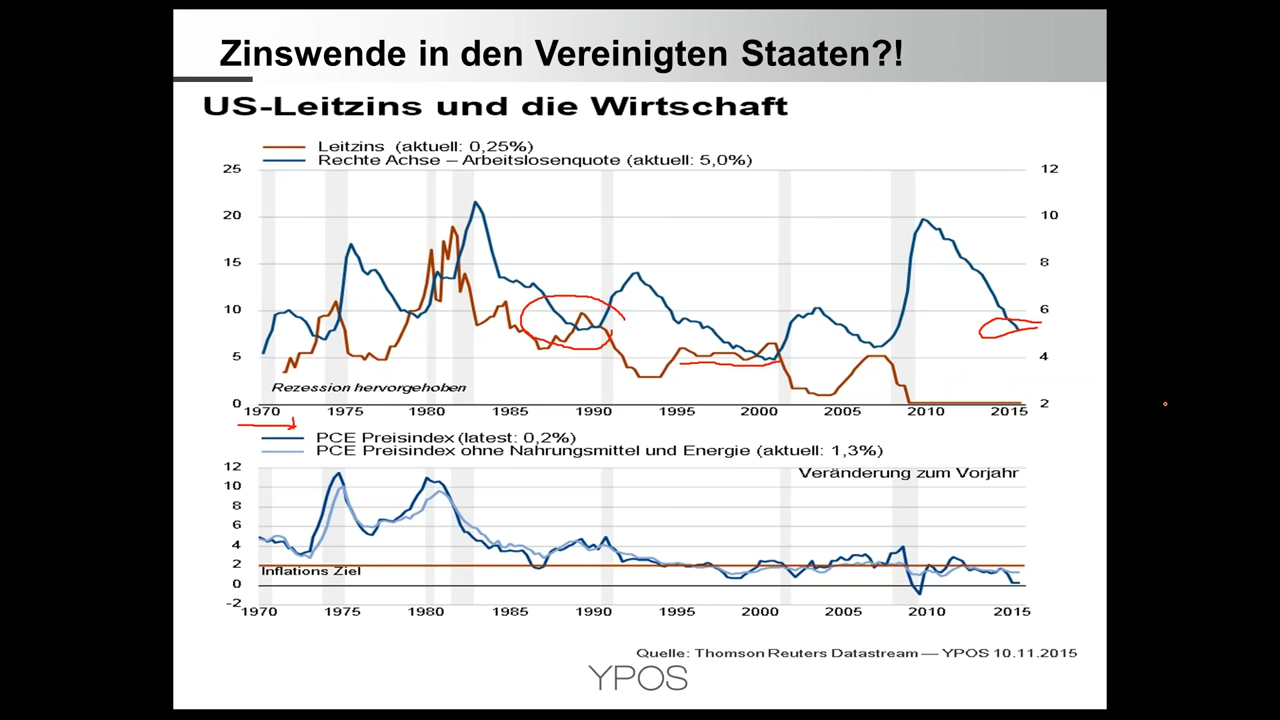 Zinswende in den Vereinigten Staaten?!
US-Leitzins und die Wirtschaft
Leitzins (aktuell: 0,25%)
Rechte Achse – Arbeitslosenquote (aktuell: 5,0%)
25 12
20 10
15 8
10 6
5 4
Rezession hervorgehoben
0 2
1970 1975 1980 1985 1990 1995 2000 2005 2010 2015
PCE Preisindex (latest: 0,2%)
PCE Preisindex ohne Nahrungsmittel und Energie (aktuell: 1,3%)
12
Veränderung zum Vorjahr
10
8
6
4
2
Inflations Ziel
0
-2
1970 1975 1980 1985 1990 1995 2000 2005 2010 2015
Quelle: Thomson Reuters Datastream — YPOS 10.11.2015
YPOS